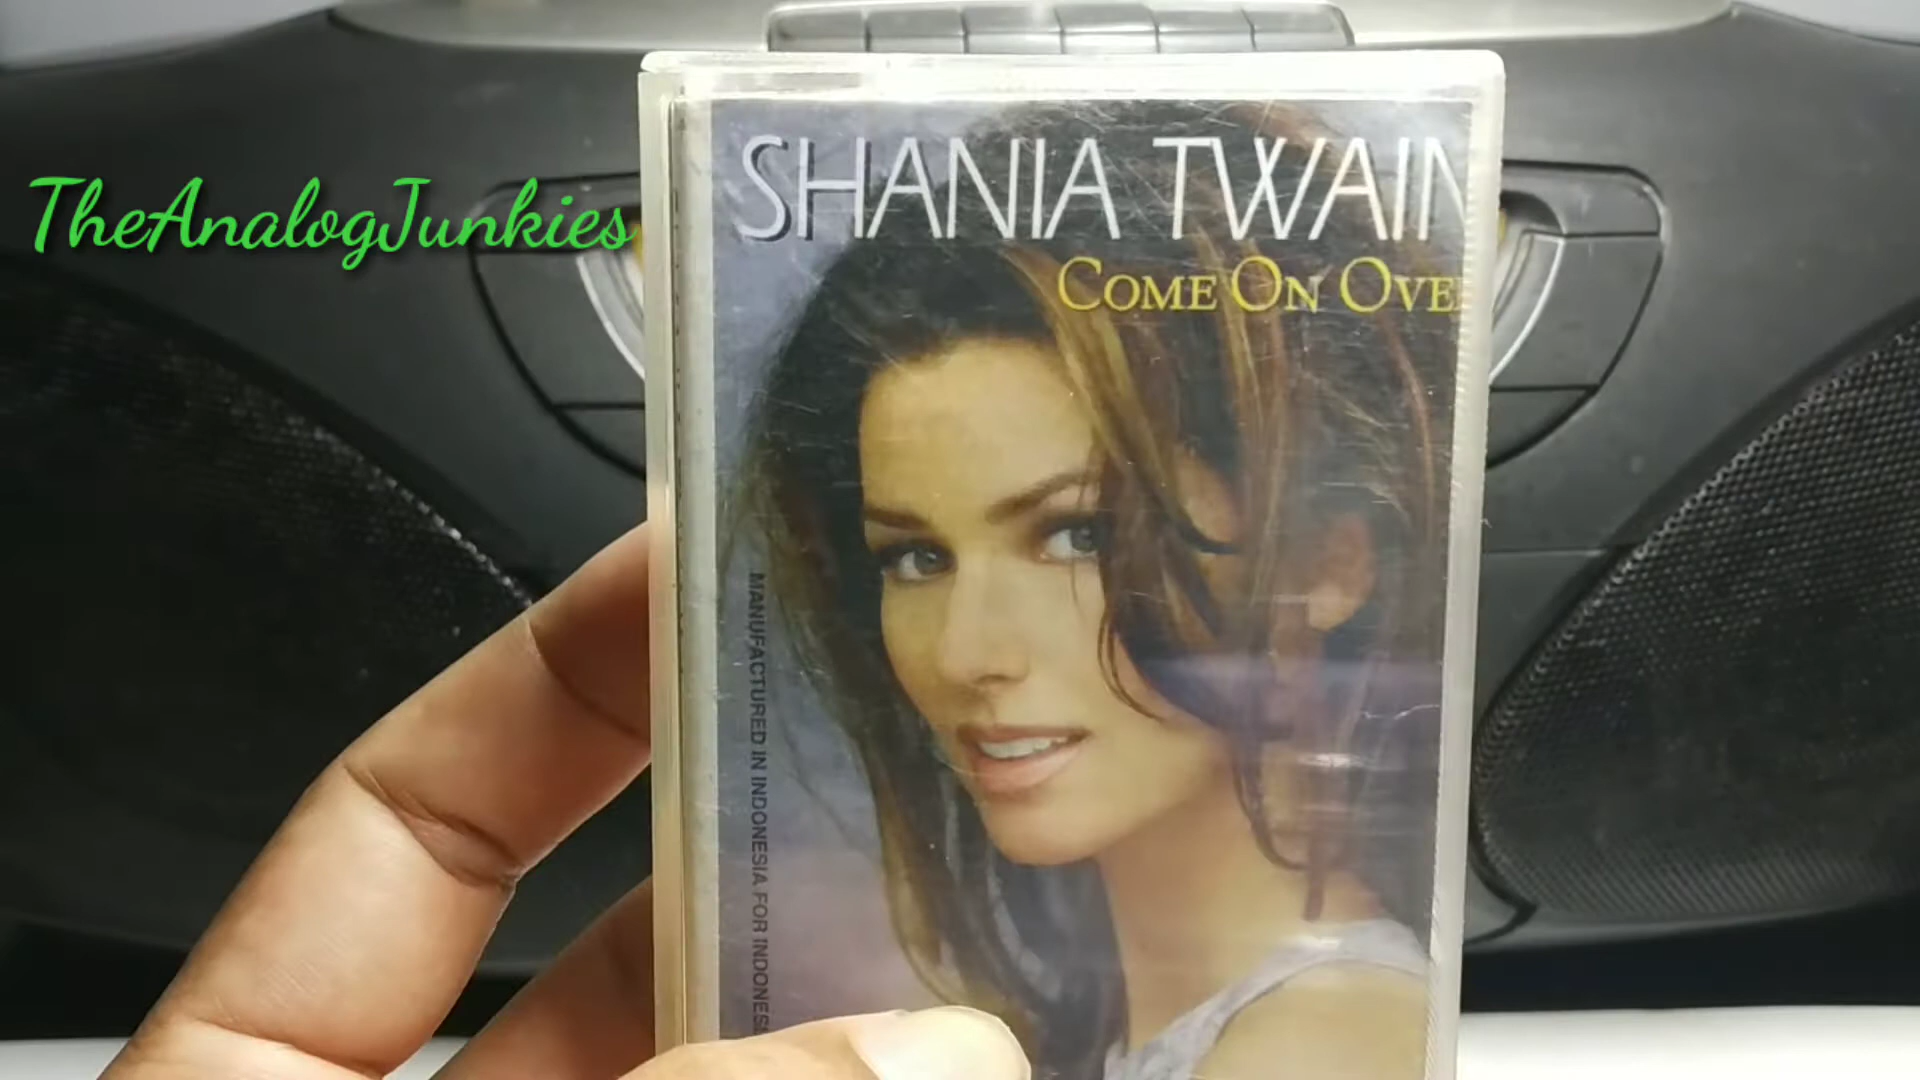 TheAnalogJunkies
SHANIA TWAIN
COME ON OVE
MANUFACTURED IN INDONESIA FOR INDONES